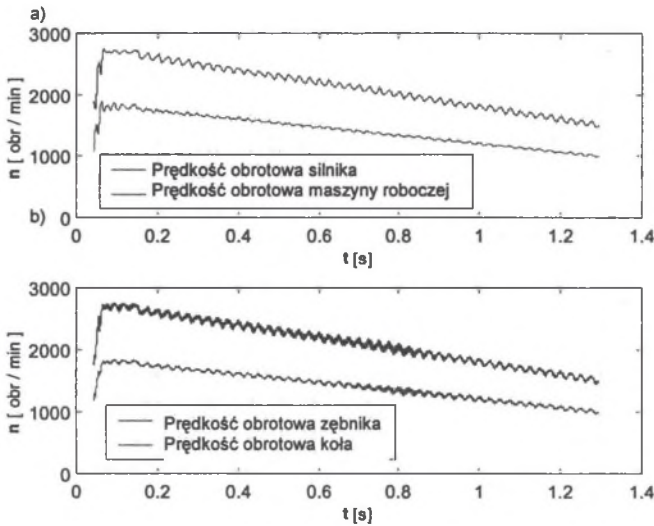 a)
3000
2000
1000
0
n [ obr / min ]
Prędkość obrotowa silnika
Prędkość obrotowa maszyny roboczej
0 0.2 0.4 0.6 0.8 1 1.2 1.4
t [s]
b)
3000
2000
1000
0
n [ obr / min ]
Prędkość obrotowa zębnika
Prędkość obrotowa koła
0 0.2 0.4 0.6 0.8 1 1.2 1.4
t [s]